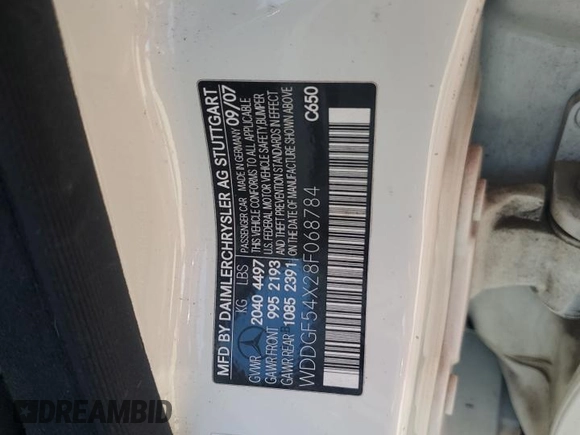 MFD BY DAIMLERCHRYSLER AG STUTTGART
KG LBS PASSENGER CAR MADE IN GERMANY 09/07
GVWR 2040 4497 THIS VEHICLE CONFORMS TO ALL APPLICABLE
GAWR FRONT 995 2193 U.S. FEDERAL MOTOR VEHICLE SAFETY BUMPER
GAWR REAR 1085 2391 AND THEFT PREVENTION STANDARDS IN EFFECT
ON THE DATE OF MANUFACTURE SHOWN ABOVE
C650
WDDGF54X28F068784
DREAMBID